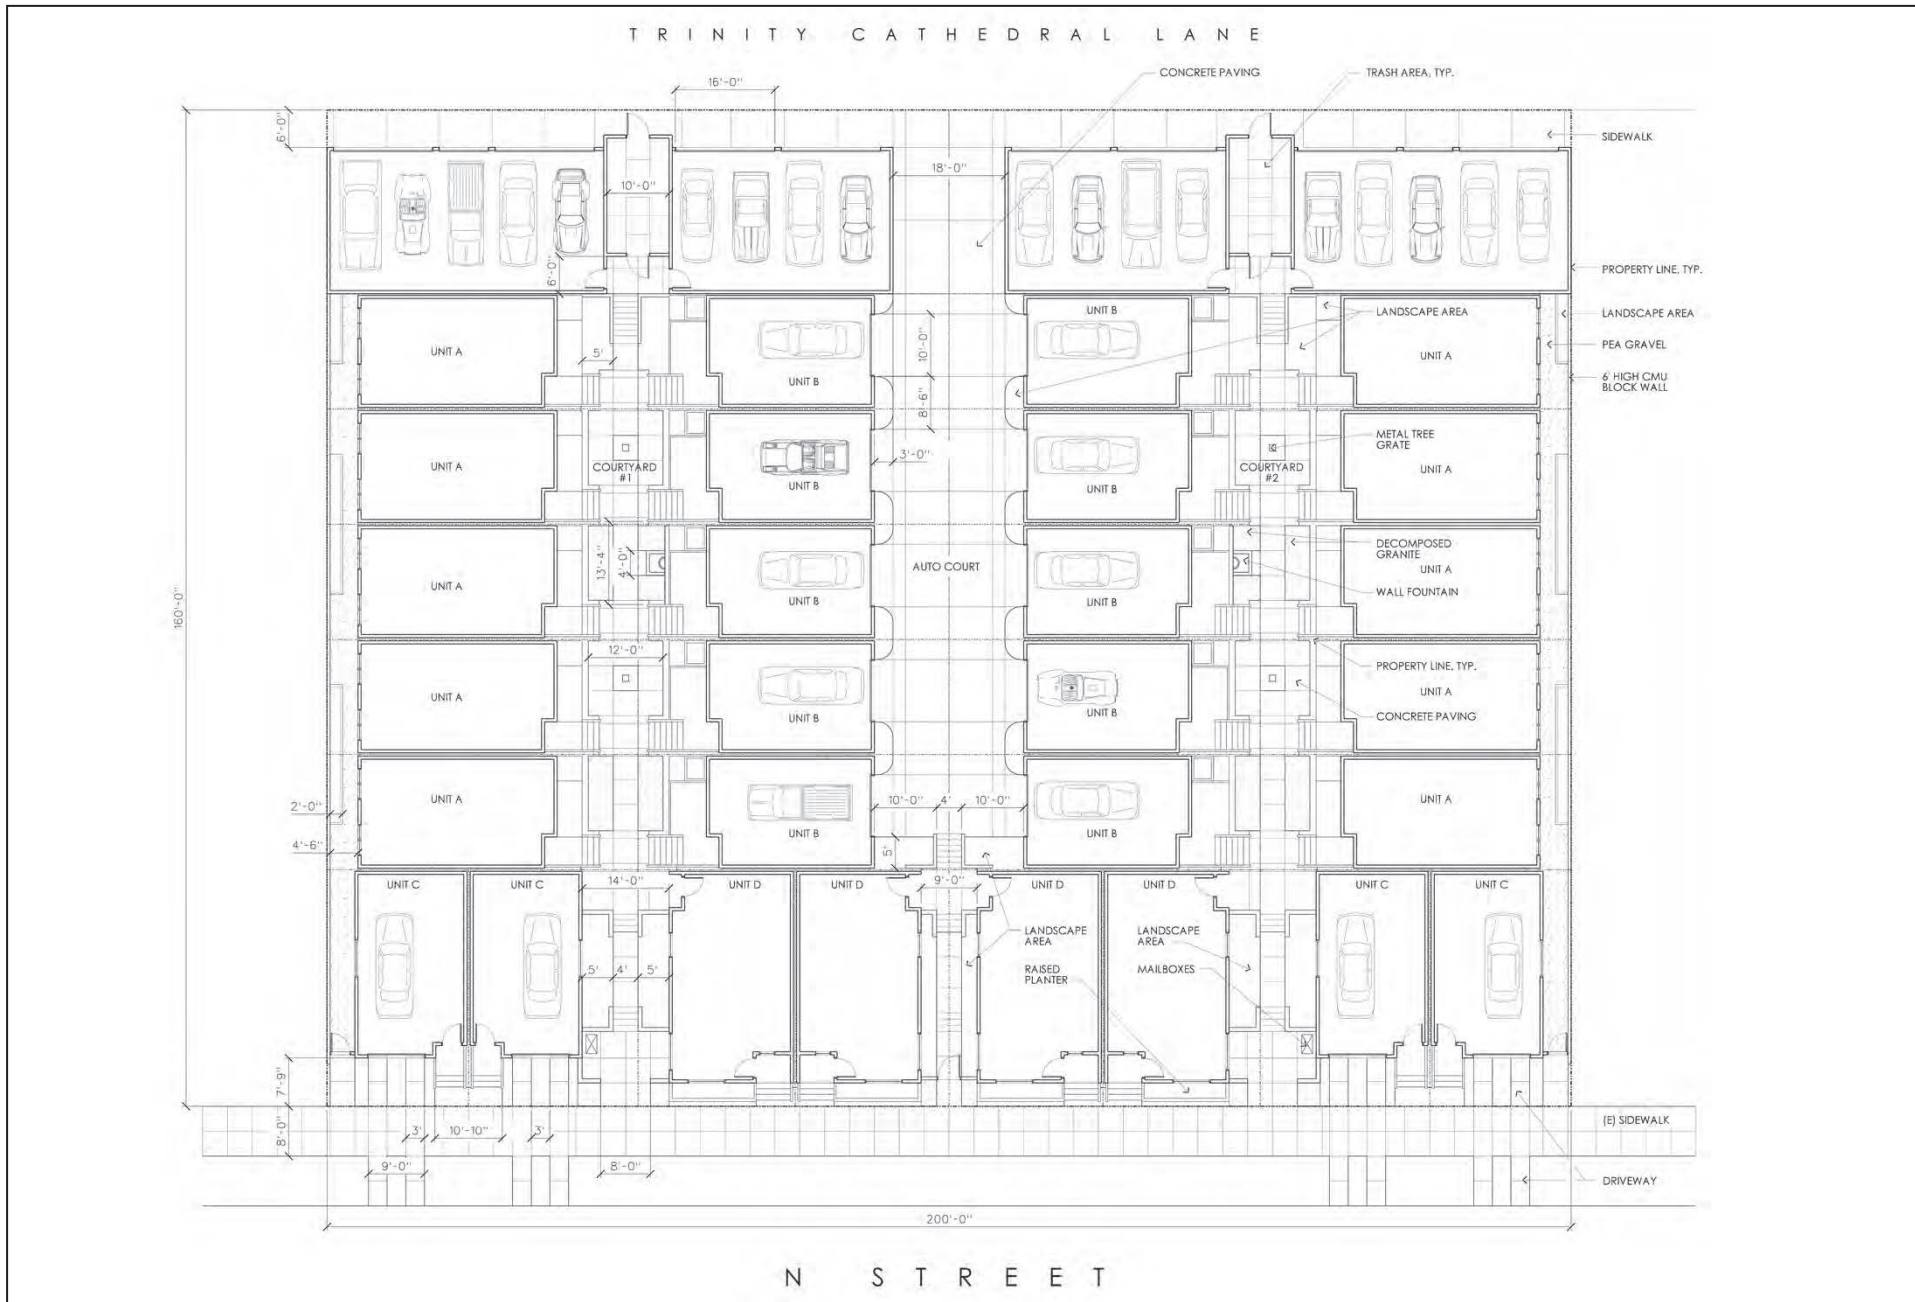 TRINITY CATHEDRAL LANE
CONCRETE PAVING
TRASH AREA, TYP.
16'-0"
6'-0"
SIDEWALK
18'-0"
10'-0"
6'-0"
PROPERTY LINE, TYP.
UNIT B
LANDSCAPE AREA
LANDSCAPE AREA
10'-0"
PEA GRAVEL
UNIT A
5'
UNIT B
UNIT B
UNIT A
6' HIGH CMU
BLOCK WALL
8'-6"
METAL TREE
GRATE
3'-0"
UNIT A
COURTYARD
#1
UNIT B
UNIT B
COURTYARD
#2
UNIT A
13'-4"
4'-0"
DECOMPOSED
GRANITE
AUTO COURT
UNIT A
UNIT A
WALL FOUNTAIN
UNIT B
UNIT B
160'-0"
12'-0"
PROPERTY LINE, TYP.
UNIT A
UNIT A
UNIT B
UNIT B
CONCRETE PAVING
UNIT A
UNIT A
2'-0"
10'-0"
4'
10'-0"
UNIT B
UNIT B
4'-6"
5'
UNIT C
UNIT C
14'-0"
UNIT D
UNIT D
9'-0"
UNIT D
UNIT D
UNIT C
UNIT C
LANDSCAPE
AREA
LANDSCAPE
AREA
5'
4'
5'
RAISED
PLANTER
MAILBOXES
7'-9"
8'-0"
3'
10'-10"
3'
(E) SIDEWALK
9'-0"
8'-0"
DRIVEWAY
200'-0"
N STREET